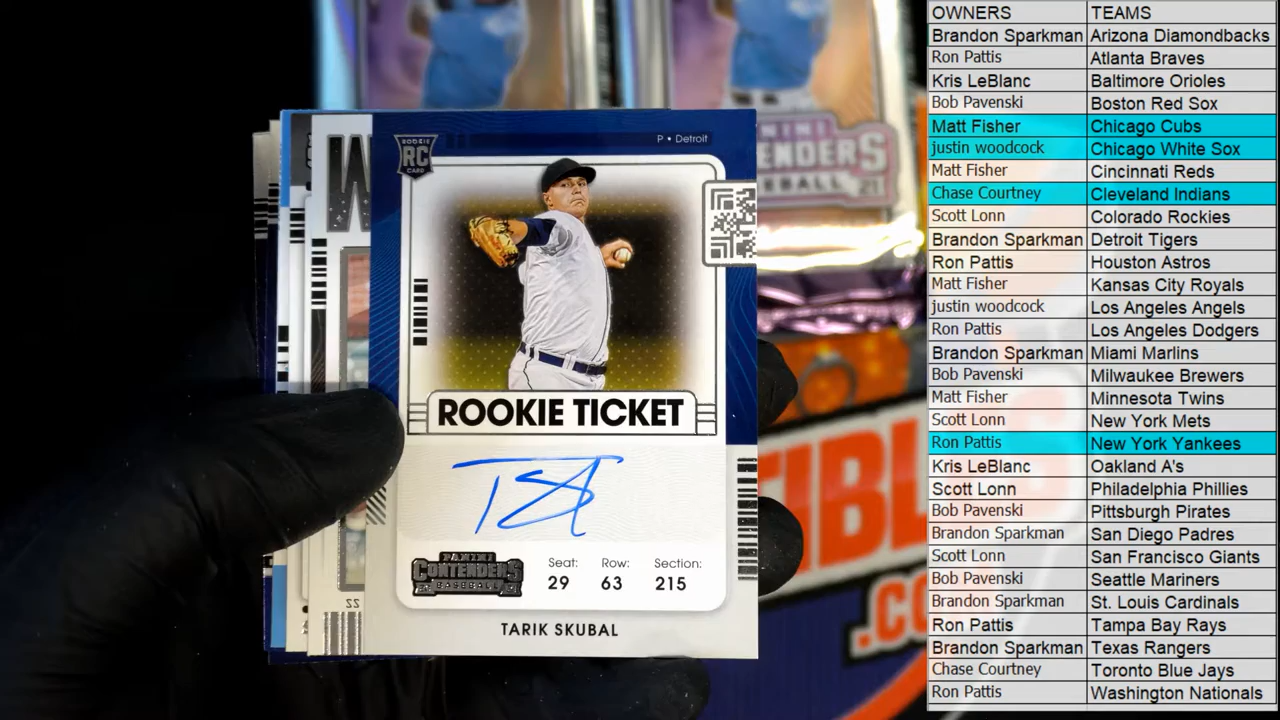 P • Detroit
ROOKIE
RC
CARD
W
ROOKIE TICKET
PANINI
CONTENDERS
BASEBALL
Seat: Row: Section:
29 63 215
TARIK SKUBAL
ENDERS
21
IBL
.CO
OWNERS TEAMS
Brandon Sparkman Arizona Diamondbacks
Ron Pattis Atlanta Braves
Kris LeBlanc Baltimore Orioles
Bob Pavenski Boston Red Sox
Matt Fisher Chicago Cubs
justin woodcock Chicago White Sox
Matt Fisher Cincinnati Reds
Chase Courtney Cleveland Indians
Scott Lonn Colorado Rockies
Brandon Sparkman Detroit Tigers
Ron Pattis Houston Astros
Matt Fisher Kansas City Royals
justin woodcock Los Angeles Angels
Ron Pattis Los Angeles Dodgers
Brandon Sparkman Miami Marlins
Bob Pavenski Milwaukee Brewers
Matt Fisher Minnesota Twins
Scott Lonn New York Mets
Ron Pattis New York Yankees
Kris LeBlanc Oakland A's
Scott Lonn Philadelphia Phillies
Bob Pavenski Pittsburgh Pirates
Brandon Sparkman San Diego Padres
Scott Lonn San Francisco Giants
Bob Pavenski Seattle Mariners
Brandon Sparkman St. Louis Cardinals
Ron Pattis Tampa Bay Rays
Brandon Sparkman Texas Rangers
Chase Courtney Toronto Blue Jays
Ron Pattis Washington Nationals